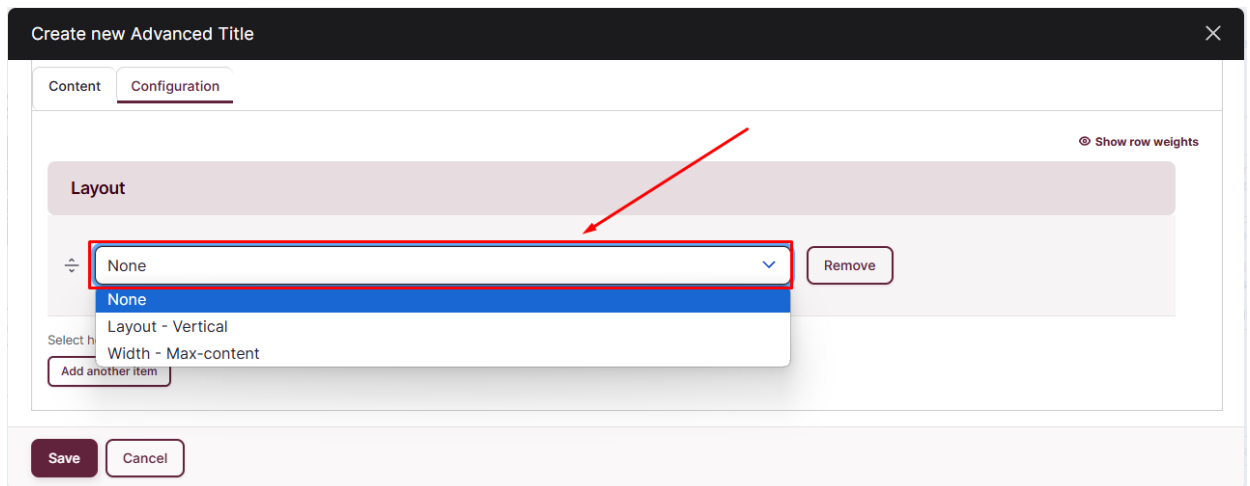 Create new Advanced Title
Content Configuration
Show row weights
Layout
None
Remove
None
Layout - Vertical
Width - Max-content
Select
Add another item
Save Cancel